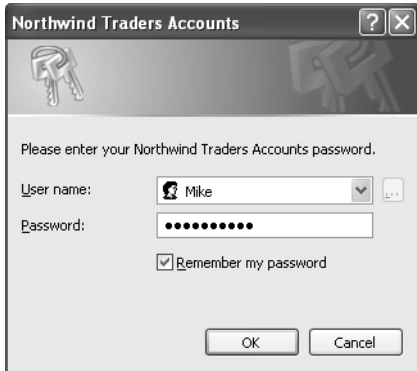 Northwind Traders Accounts
Please enter your Northwind Traders Accounts password.
User name: Mike ...
Password: ••••••••••
Remember my password
OK Cancel